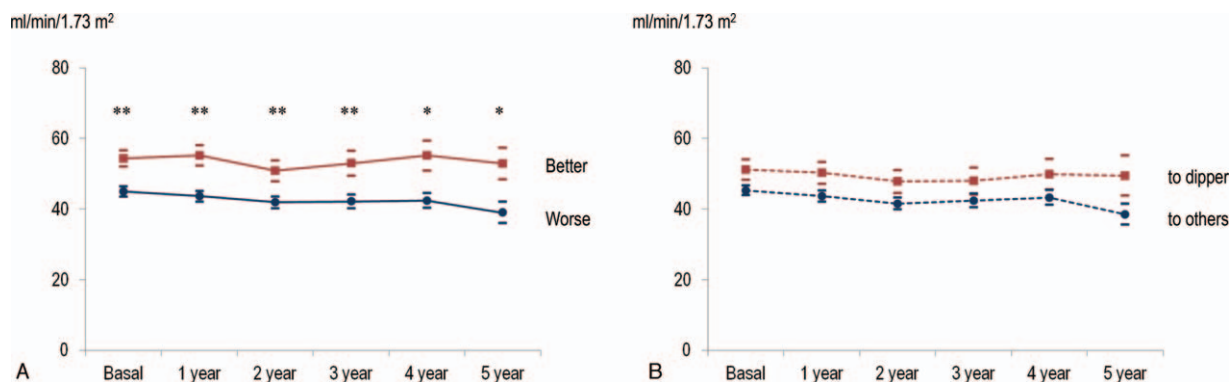 ml/min/1.73 m²
80
60
40
20
0
** ** ** ** * *
Better
Worse
A
Basal 1 year 2 year 3 year 4 year 5 year
ml/min/1.73 m²
80
60
40
20
0
to dipper
to others
B
Basal 1 year 2 year 3 year 4 year 5 year